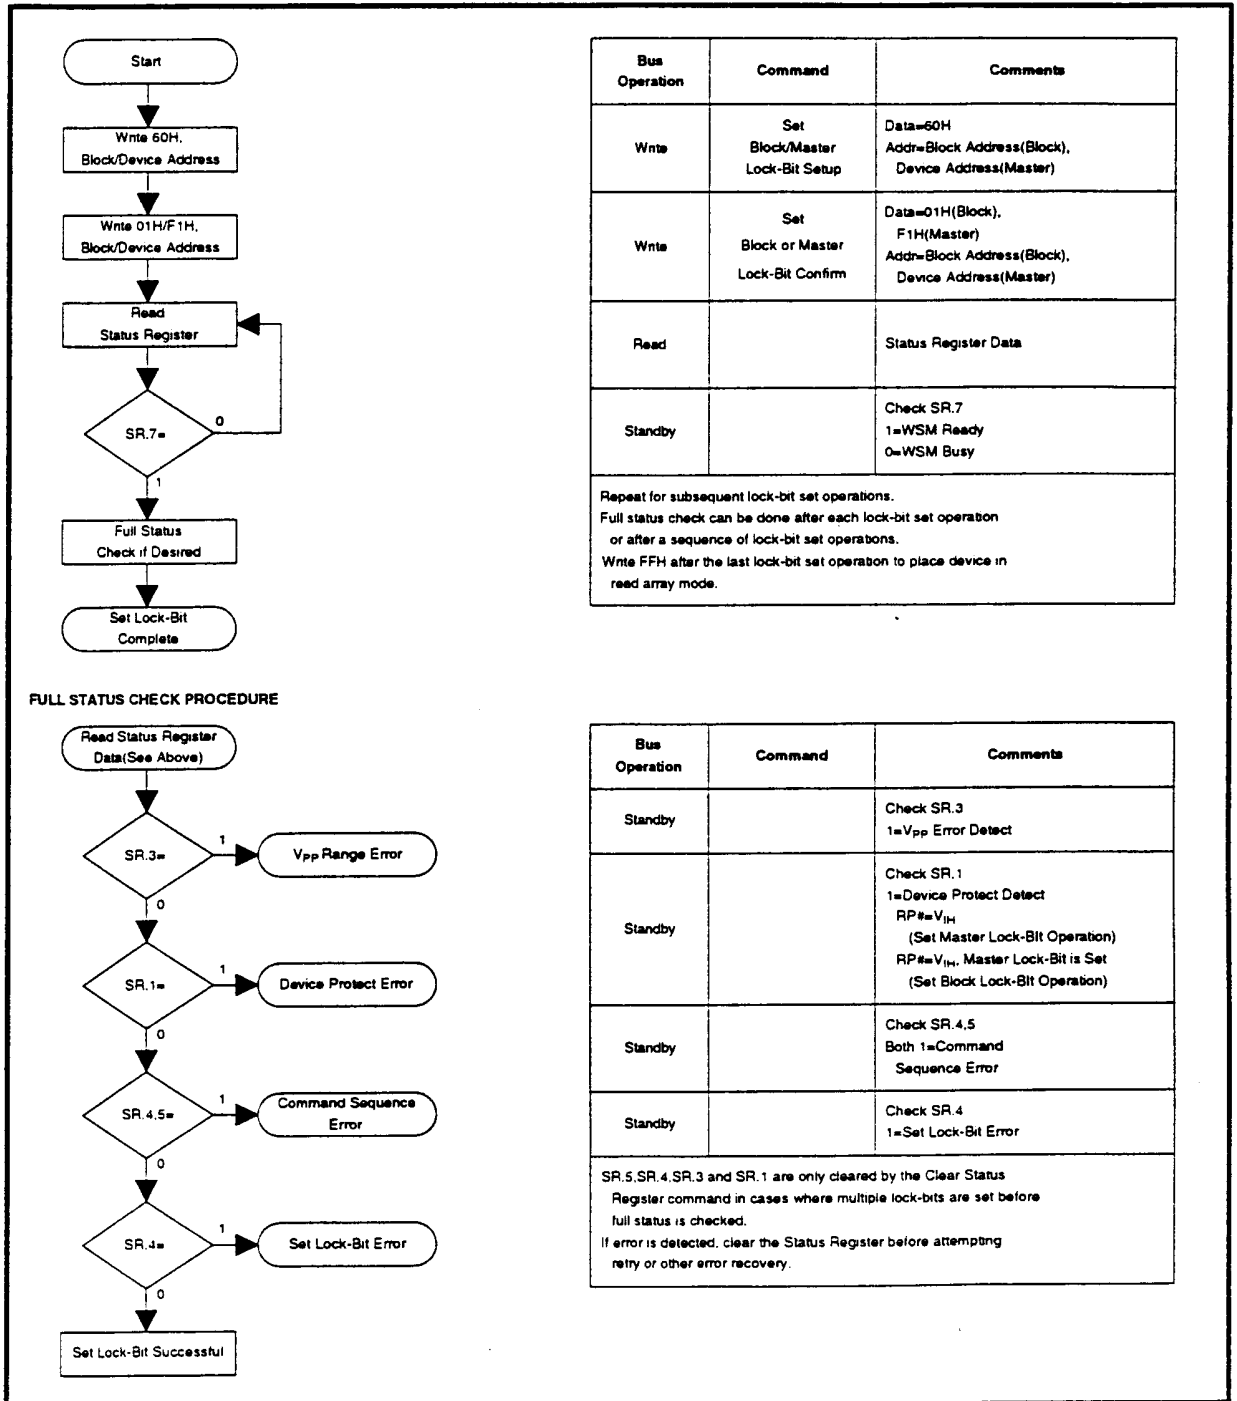 Start
Write 60H,
Block/Device Address
Write 01H/F1H,
Block/Device Address
Read
Status Register
SR.7=
0
1
Full Status
Check if Desired
Set Lock-Bit
Complete
Bus
Operation
Command
Comments
Write
Set
Block/Master
Lock-Bit Setup
Data=60H
Addr=Block Address(Block),
Device Address(Master)
Write
Set
Block or Master
Lock-Bit Confirm
Data=01H(Block),
F1H(Master)
Addr=Block Address(Block),
Device Address(Master)
Read
Status Register Data
Standby
Check SR.7
1=WSM Ready
0=WSM Busy
Repeat for subsequent lock-bit set operations.
Full status check can be done after each lock-bit set operation
or after a sequence of lock-bit set operations.
Write FFH after the last lock-bit set operation to place device in
read array mode.
FULL STATUS CHECK PROCEDURE
Read Status Register
Data(See Above)
SR.3=
1
VPP Range Error
0
SR.1=
1
Device Protect Error
0
SR.4,5=
1
Command Sequence
Error
0
SR.4=
1
Set Lock-Bit Error
0
Set Lock-Bit Successful
Bus
Operation
Command
Comments
Standby
Check SR.3
1=VPP Error Detect
Standby
Check SR.1
1=Device Protect Detect
RP#=VIH
(Set Master Lock-Bit Operation)
RP#=VIH, Master Lock-Bit is Set
(Set Block Lock-Bit Operation)
Standby
Check SR.4,5
Both 1=Command
Sequence Error
Standby
Check SR.4
1=Set Lock-Bit Error
SR.5,SR.4,SR.3 and SR.1 are only cleared by the Clear Status
Register command in cases where multiple lock-bits are set before
full status is checked.
If error is detected, clear the Status Register before attempting
retry or other error recovery.